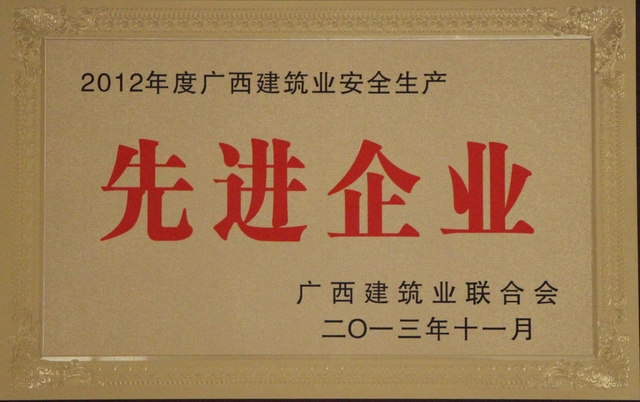 2012年度广西建筑业安全生产
先进企业
广西建筑业联合会
二〇一三年十一月